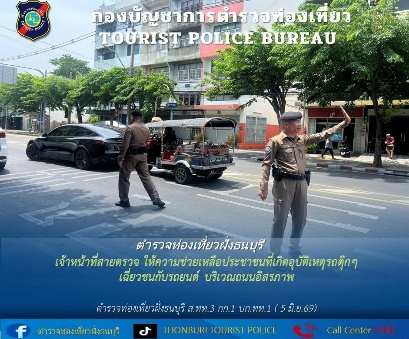 กองบัญชาการตำรวจท่องเที่ยว
TOURIST POLICE BUREAU
ตำรวจท่องเที่ยวฝั่งธนบุรี
เจ้าหน้าที่สายตรวจ ให้ความช่วยเหลือประชาชนที่เกิดอุบัติเหตุรถตุ๊กๆ
เฉี่ยวชนกับรถยนต์ บริเวณถนนอิสรภาพ
ตำรวจท่องเที่ยวฝั่งธนบุรี ส.ทท.3 กก.1 บก.ทท.1 ( 5 มิ.ย.69)
ตำรวจท่องเที่ยวฝั่งธนบุรี THONBURI TOURIST POLICE Call Center 1155